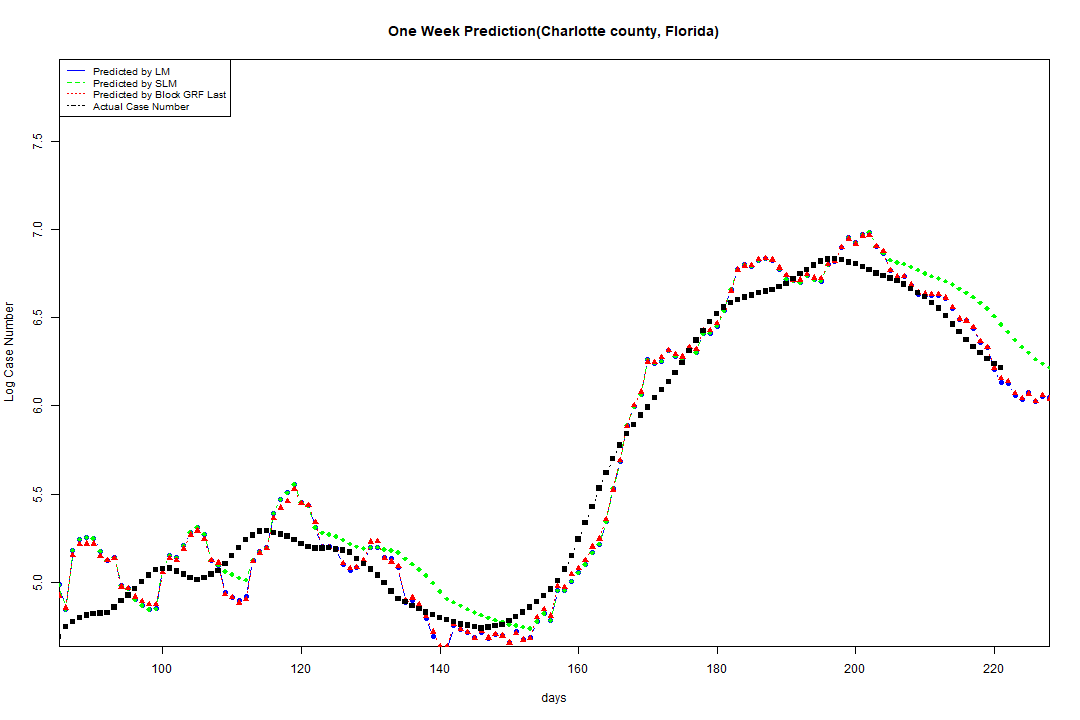 One Week Prediction(Charlotte county, Florida)
Predicted by LM
Predicted by SLM
Predicted by Block GRF Last
Actual Case Number
7.5
7.0
6.5
6.0
5.5
5.0
Log Case Number
100 120 140 160 180 200 220
days